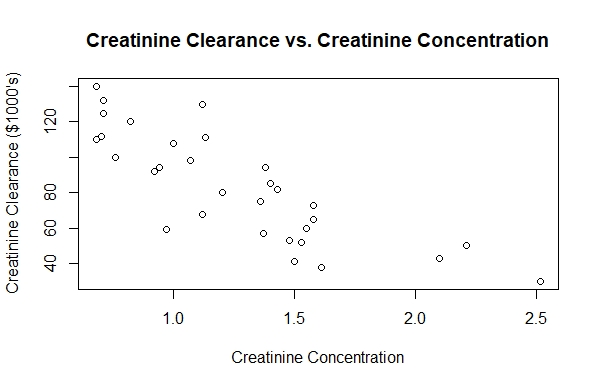 Creatinine Clearance vs. Creatinine Concentration
Creatinine Clearance ($1000's)
120
80
60
40
1.0 1.5 2.0 2.5
Creatinine Concentration